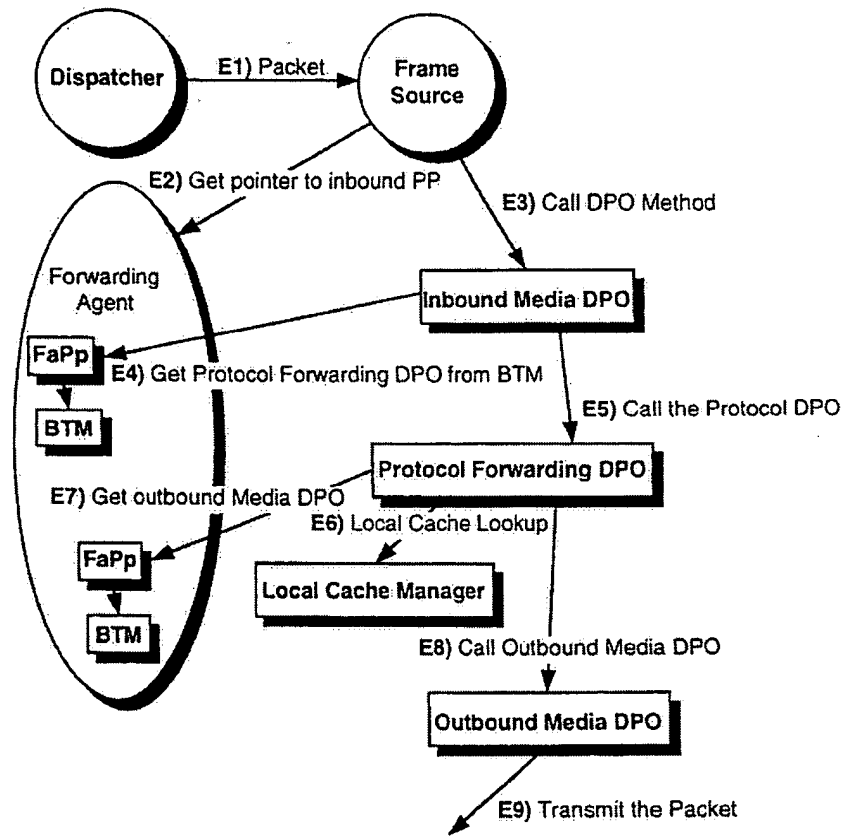 Dispatcher
E1) Packet
Frame
Source
E2) Get pointer to inbound PP
E3) Call DPO Method
Forwarding
Agent
Inbound Media DPO
FaPp
E4) Get Protocol Forwarding DPO from BTM
BTM
E5) Call the Protocol DPO
Protocol Forwarding DPO
E7) Get outbound Media DPO
E6) Local Cache Lookup
FaPp
Local Cache Manager
BTM
E8) Call Outbound Media DPO
Outbound Media DPO
E9) Transmit the Packet